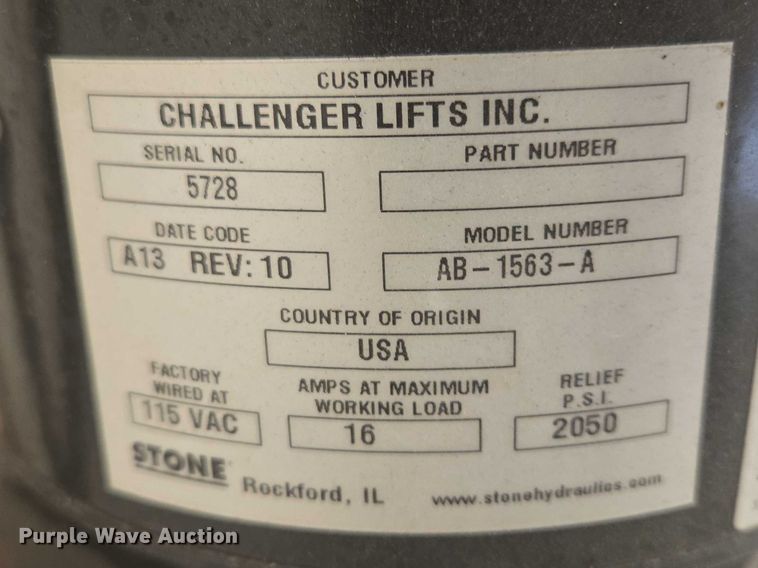 CUSTOMER
CHALLENGER LIFTS INC.
SERIAL NO. PART NUMBER
5728
DATE CODE MODEL NUMBER
A13 REV: 10 AB-1563-A
COUNTRY OF ORIGIN
USA
FACTORY WIRED AT
115 VAC
AMPS AT MAXIMUM
WORKING LOAD
16
RELIEF
P.S.I.
2050
STONE
Rockford, IL www.stonehydraulics.com
Purple Wave Auction